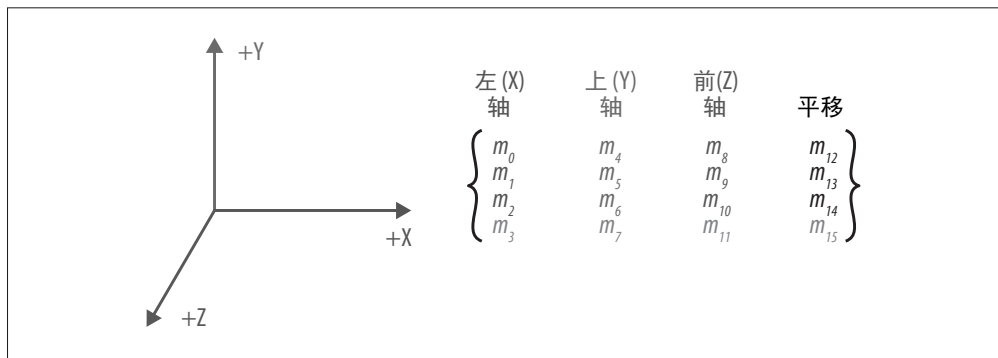 +Y
左 (X) 上 (Y) 前(Z)
轴 轴 轴 平移
m₀ m₄ m₈ m₁₂
m₁ m₅ m₉ m₁₃
m₂ m₆ m₁₀ m₁₄
m₃ m₇ m₁₁ m₁₅
+X
+Z